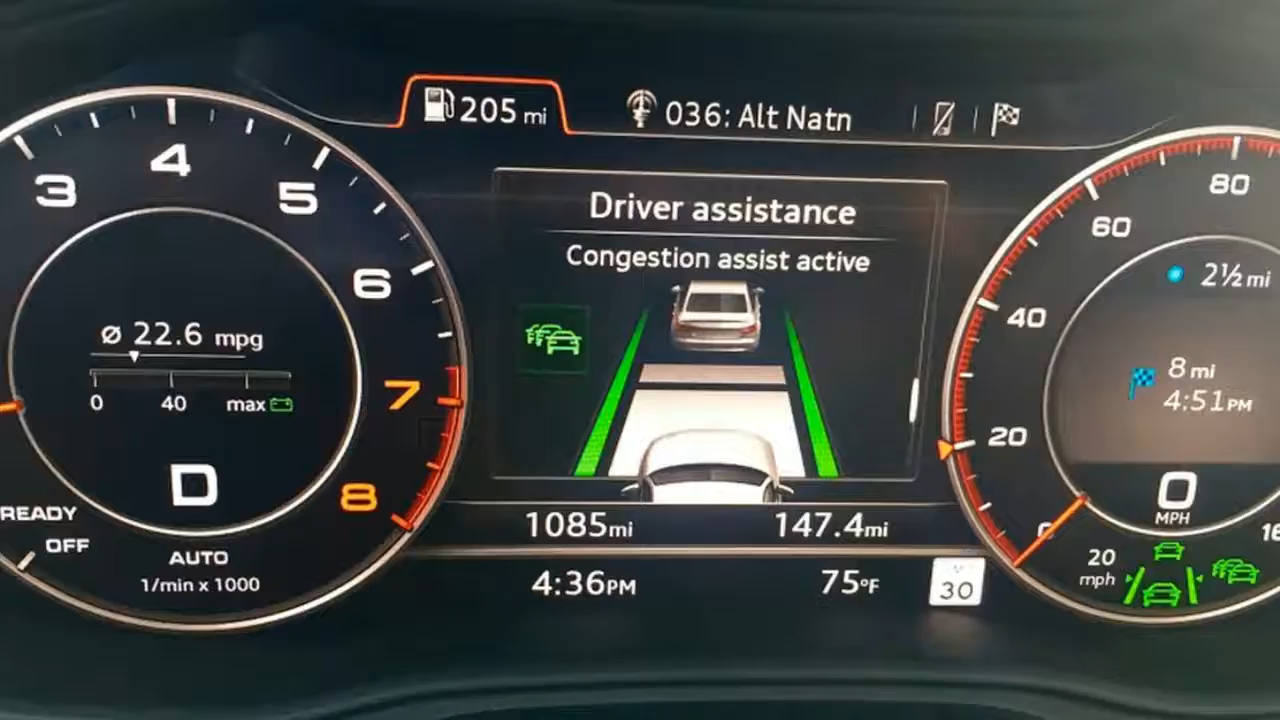 205 mi
036: Alt Natn
Driver assistance
Congestion assist active
3
4
5
6
7
8
ø 22.6 mpg
0 40 max
D
READY
OFF
AUTO
1/min x 1000
1085mi 147.4mi
4:36PM 75°F
30
80
60
40
20
2½ mi
8 mi
4:51PM
0
MPH
20
mph